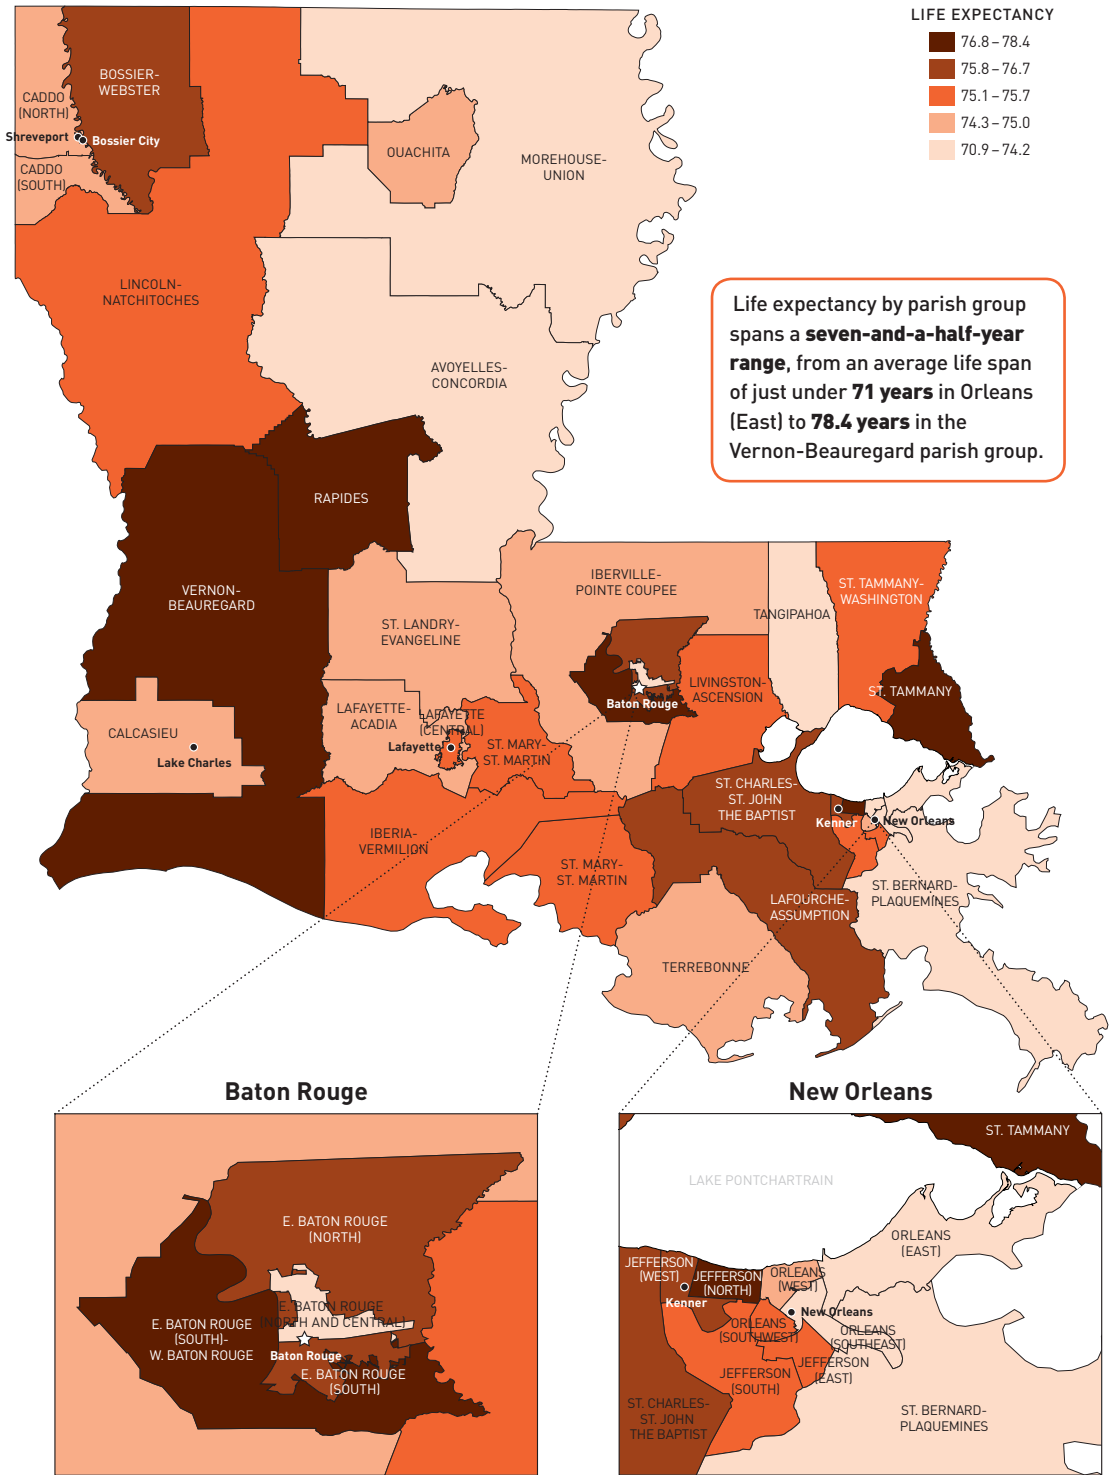 LIFE EXPECTANCY
76.8 – 78.4
75.8 – 76.7
75.1 – 75.7
74.3 – 75.0
70.9 – 74.2
BOSSIER-
WEBSTER
CADDO
(NORTH)
Shreveport
Bossier City
CADDO
(SOUTH)
OUACHITA
MOREHOUSE-
UNION
LINCOLN-
NATCHITOCHES
Life expectancy by parish group
spans a seven-and-a-half-year
range, from an average life span
of just under 71 years in Orleans
(East) to 78.4 years in the
Vernon-Beauregard parish group.
AVOYELLES-
CONCORDIA
RAPIDES
VERNON-
BEAUREGARD
ST. LANDRY-
EVANGELINE
IBERVILLE-
POINTE COUPEE
TANGIPAHOA
ST. TAMMANY-
WASHINGTON
LIVINGSTON-
ASCENSION
ST. TAMMANY
Baton Rouge
CALCASIEU
Lake Charles
LAFAYETTE-
ACADIA
LAFAYETTE
(CENTRAL)
Lafayette
ST. MARY-
ST. MARTIN
ST. CHARLES-
ST. JOHN
THE BAPTIST
Kenner
New Orleans
IBERIA-
VERMILION
ST. MARY-
ST. MARTIN
LAFOURCHE-
ASSUMPTION
ST. BERNARD-
PLAQUEMINES
TERREBONNE
Baton Rouge
E. BATON ROUGE
(NORTH)
E. BATON ROUGE
(NORTH AND CENTRAL)
E. BATON ROUGE
(SOUTH)-
W. BATON ROUGE
Baton Rouge
E. BATON ROUGE
(SOUTH)
New Orleans
ST. TAMMANY
LAKE PONTCHARTRAIN
ORLEANS
(EAST)
JEFFERSON
(WEST)
JEFFERSON
(NORTH)
ORLEANS
(WEST)
Kenner
New Orleans
ORLEANS
(SOUTHWEST)
ORLEANS
(SOUTHEAST)
JEFFERSON
(EAST)
JEFFERSON
(SOUTH)
ST. CHARLES-
ST. JOHN
THE BAPTIST
ST. BERNARD-
PLAQUEMINES